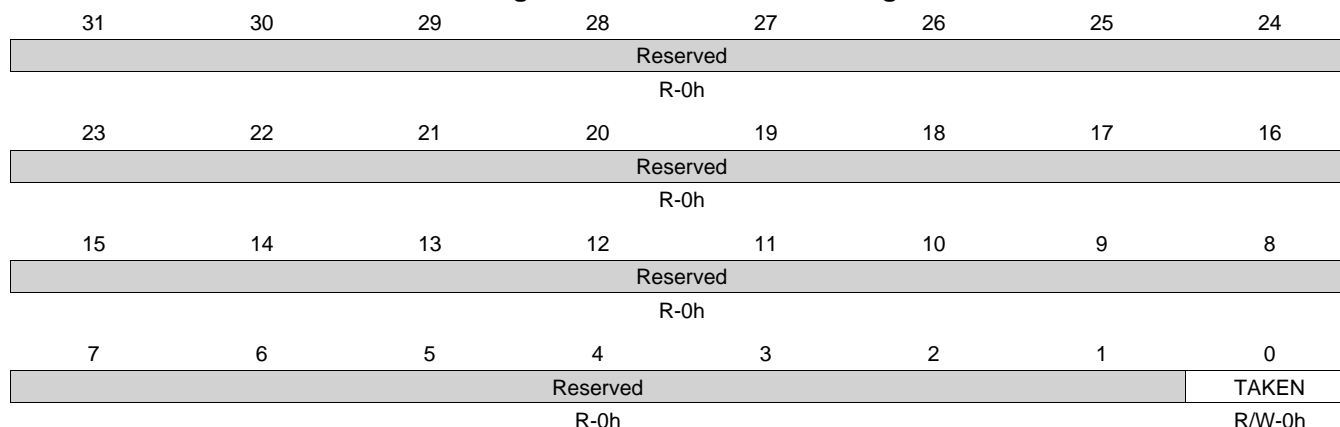 31 30 29 28 27 26 25 24
Reserved
R-0h
23 22 21 20 19 18 17 16
Reserved
R-0h
15 14 13 12 11 10 9 8
Reserved
R-0h
7 6 5 4 3 2 1 0
Reserved TAKEN
R-0h R/W-0h